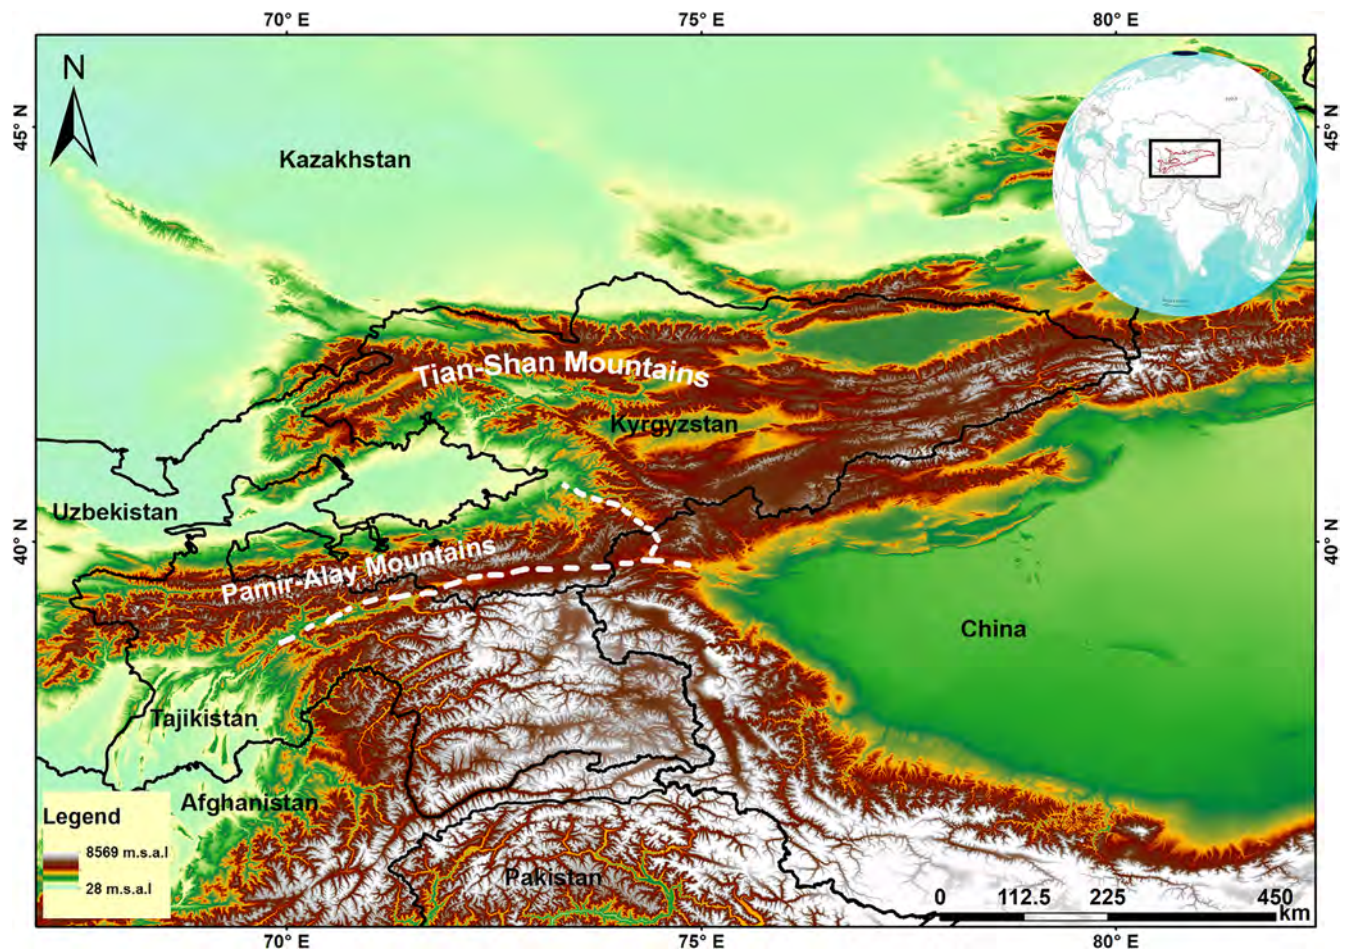 70° E 75° E 80° E
N
45° N
45° N
Kazakhstan
Tian-Shan Mountains
Kyrgyzstan
Uzbekistan
40° N
40° N
Pamir-Alay Mountains
China
Tajikistan
Afghanistan
Legend
8569 m.s.a.l
28 m.s.a.l
Pakistan
0 112.5 225 450
km
70° E 75° E 80° E